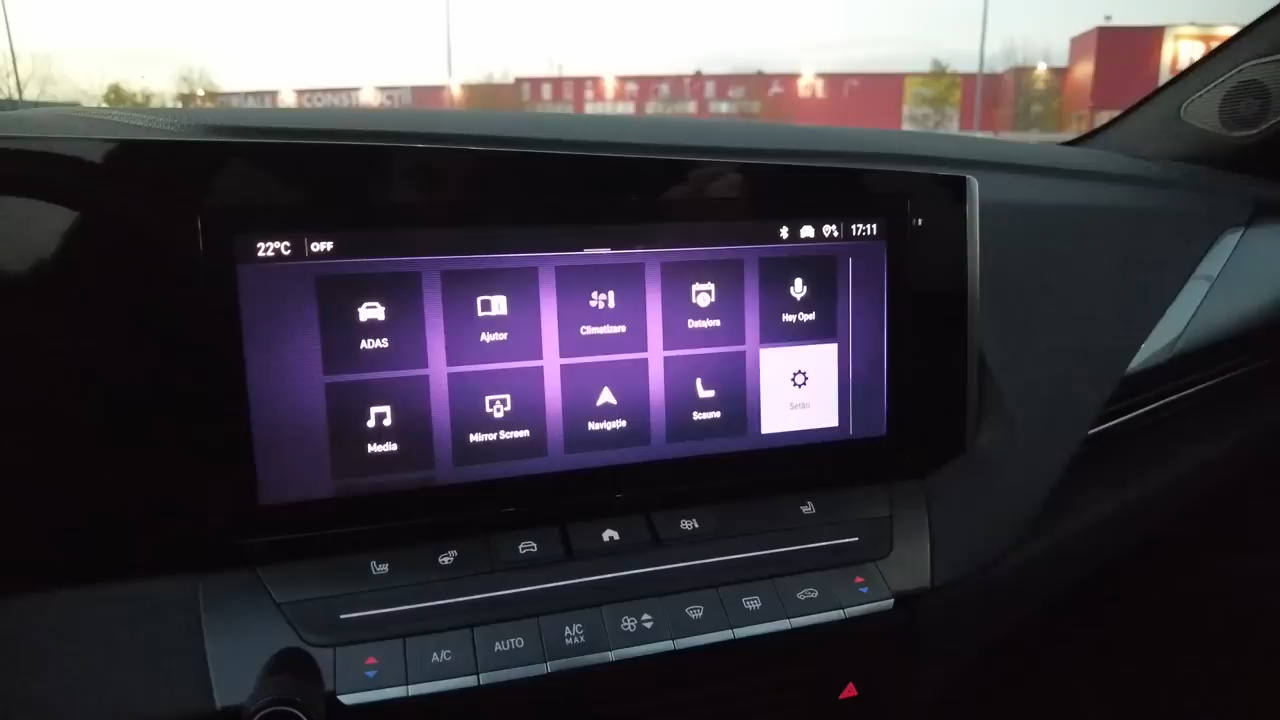 CONSTRUCT
22°C
OFF
17:11
ADAS
Ajutor
Climatizare
Data/ora
Hey Opel
Media
Mirror Screen
Navigație
Scaune
Setări
A/C
AUTO
A/C
MAX